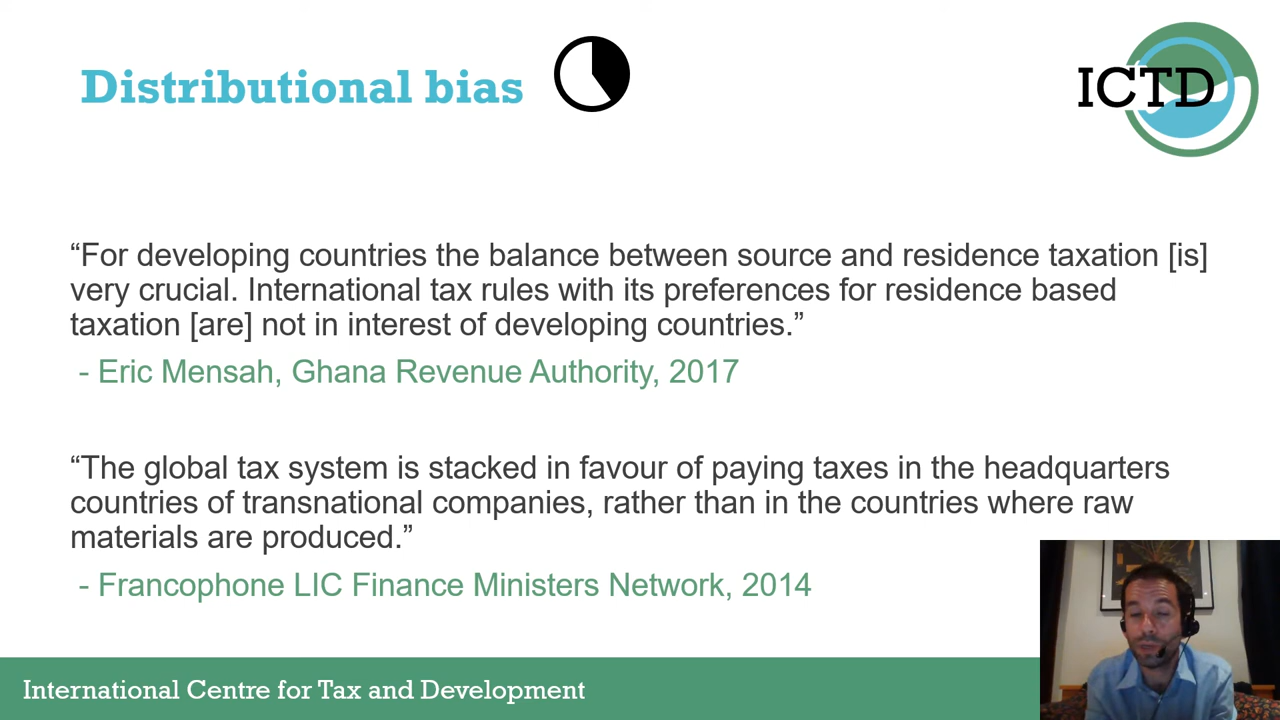 Distributional bias
ICTD
“For developing countries the balance between source and residence taxation [is]
very crucial. International tax rules with its preferences for residence based
taxation [are] not in interest of developing countries.”
- Eric Mensah, Ghana Revenue Authority, 2017
“The global tax system is stacked in favour of paying taxes in the headquarters
countries of transnational companies, rather than in the countries where raw
materials are produced.”
- Francophone LIC Finance Ministers Network, 2014
International Centre for Tax and Development